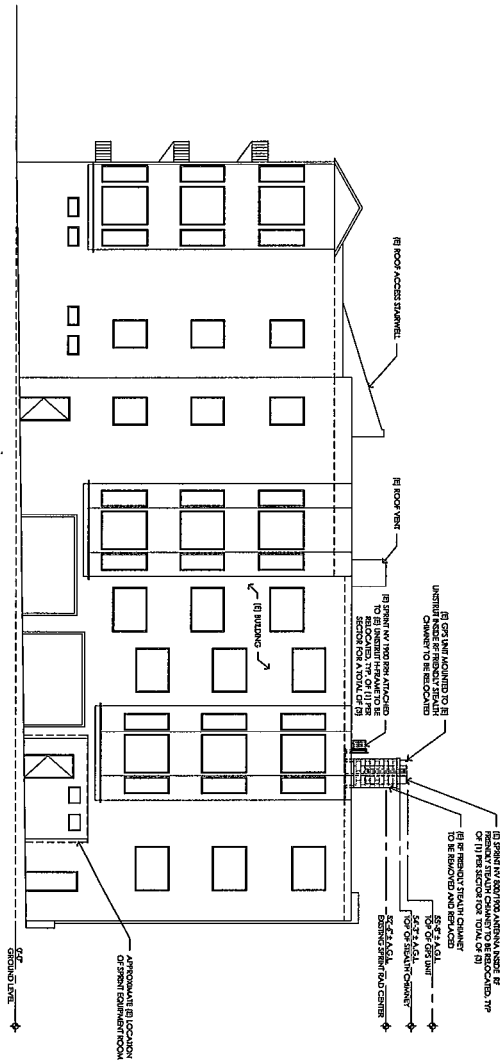 (E) ROOF ACCESS STAIRWELL
(E) ROOF VENT
(E) GPS UNIT MOUNTED TO (E)
UNISTRUT INSIDE RF FRIENDLY STEALTH
CHIMNEY TO BE RELOCATED
(E) SPRINT NV 1900 RRH ATTACHED
TO (E) UNISTRUT H-FRAME TO BE
RELOCATED, TYP. OF (1) PER
SECTOR FOR A TOTAL OF (3)
(E) BUILDING
(E) SPRINT NV 800/1900 ANTENNA INSIDE RF
FRIENDLY STEALTH CHIMNEY TO BE RELOCATED, TYP
OF (1) PER SECTOR FOR TOTAL OF (3)
(E) RF FRIENDLY STEALTH CHIMNEY
TO BE REMOVED AND REPLACED
55'-8" ± A.G.L.
TOP OF GPS UNIT
54'-3" ± A.G.L.
TOP OF STEALTH CHIMNEY
52'-6" ± A.G.L.
EXISTING SPRINT RAD CENTER
APPROXIMATE (E) LOCATION
OF SPRINT EQUIPMENT ROOM
0'-0"
GROUND LEVEL